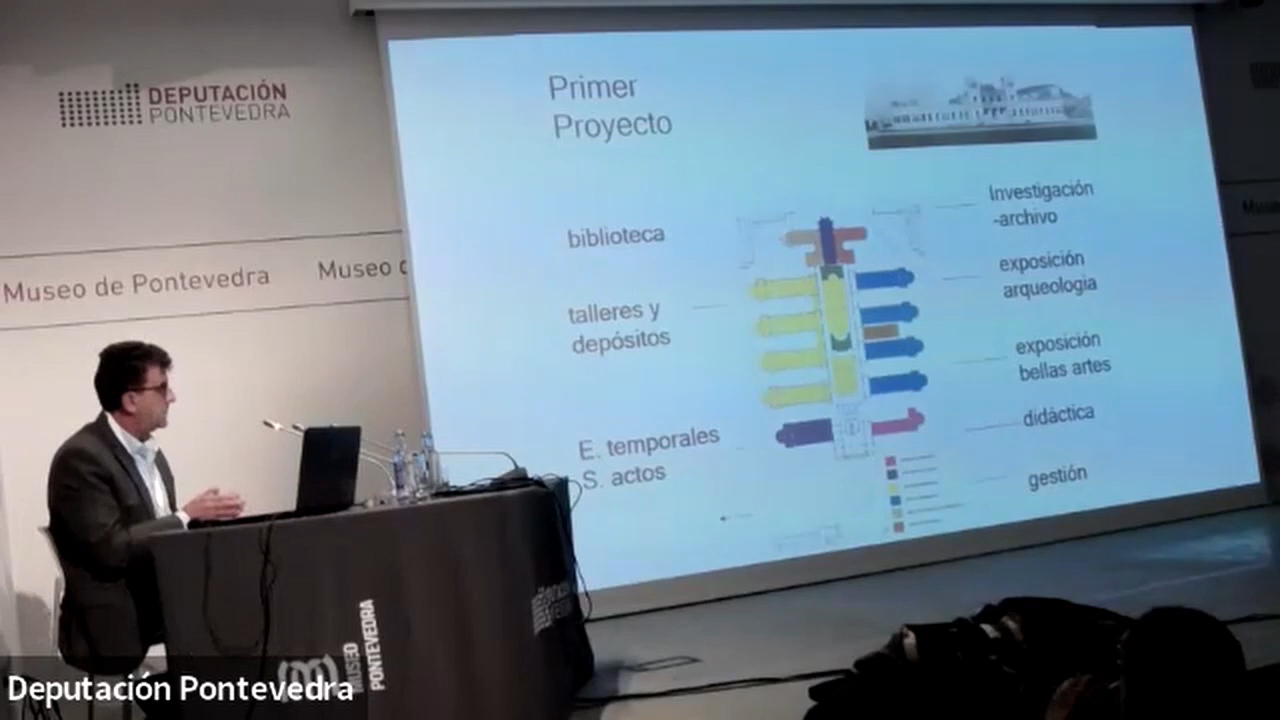 DEPUTACIÓN
PONTEVEDRA
Museo de Pontevedra
Museo
Primer
Proyecto
biblioteca
talleres y
depósitos
E. temporales
S. actos
Investigación
-archivo
exposición
arqueologia
exposición
bellas artes
didáctica
gestión
MUSEO
PONTEVEDRA
Deputación Pontevedra